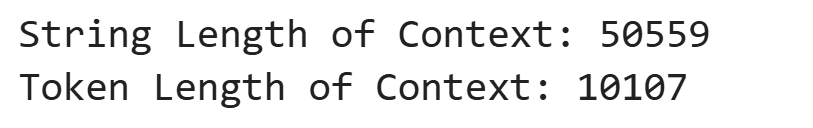 String Length of Context: 50559
Token Length of Context: 10107